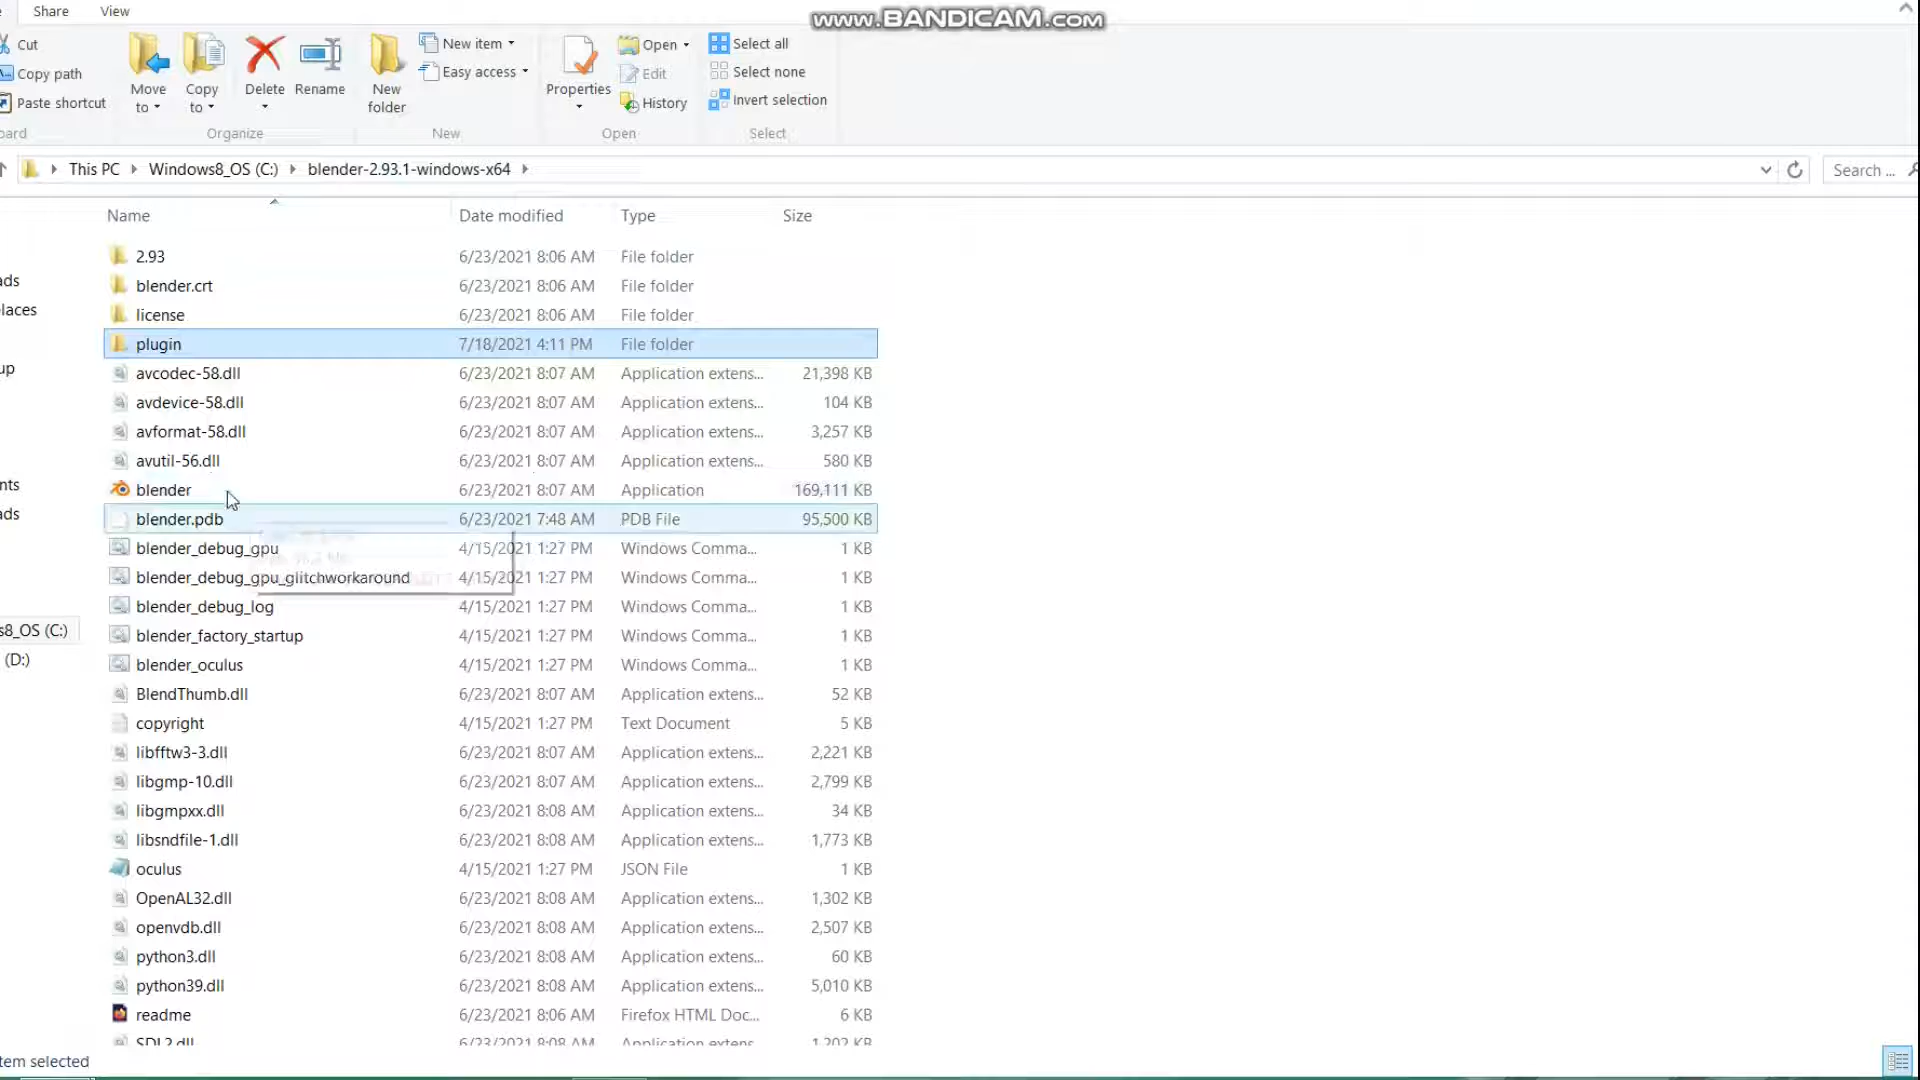 Share View
www.BANDICAM.com
Cut
Copy path
Paste shortcut
Move to
Copy to
Delete
Rename
Organize
New folder
New item
Easy access
New
Properties
Open
Edit
History
Open
Select all
Select none
Invert selection
Select
This PC Windows8_OS (C:) blender-2.93.1-windows-x64
Search ...
Name Date modified Type Size
2.93 6/23/2021 8:06 AM File folder
blender.crt 6/23/2021 8:06 AM File folder
license 6/23/2021 8:06 AM File folder
plugin 7/18/2021 4:11 PM File folder
avcodec-58.dll 6/23/2021 8:07 AM Application extens... 21,398 KB
avdevice-58.dll 6/23/2021 8:07 AM Application extens... 104 KB
avformat-58.dll 6/23/2021 8:07 AM Application extens... 3,257 KB
avutil-56.dll 6/23/2021 8:07 AM Application extens... 580 KB
blender 6/23/2021 8:07 AM Application 169,111 KB
blender.pdb 6/23/2021 7:48 AM PDB File 95,500 KB
blender_debug_gpu 4/15/2021 1:27 PM Windows Comma... 1 KB
blender_debug_gpu_glitchworkaround 4/15/2021 1:27 PM Windows Comma... 1 KB
blender_debug_log 4/15/2021 1:27 PM Windows Comma... 1 KB
blender_factory_startup 4/15/2021 1:27 PM Windows Comma... 1 KB
blender_oculus 4/15/2021 1:27 PM Windows Comma... 1 KB
BlendThumb.dll 6/23/2021 8:07 AM Application extens... 52 KB
copyright 4/15/2021 1:27 PM Text Document 5 KB
libfftw3-3.dll 6/23/2021 8:07 AM Application extens... 2,221 KB
libgmp-10.dll 6/23/2021 8:07 AM Application extens... 2,799 KB
libgmpxx.dll 6/23/2021 8:08 AM Application extens... 34 KB
libsndfile-1.dll 6/23/2021 8:08 AM Application extens... 1,773 KB
oculus 4/15/2021 1:27 PM JSON File 1 KB
OpenAL32.dll 6/23/2021 8:08 AM Application extens... 1,302 KB
openvdb.dll 6/23/2021 8:08 AM Application extens... 2,507 KB
python3.dll 6/23/2021 8:08 AM Application extens... 60 KB
python39.dll 6/23/2021 8:08 AM Application extens... 5,010 KB
readme 6/23/2021 8:06 AM Firefox HTML Doc... 6 KB
SDL2.dll 6/23/2021 8:08 AM Application extens... 1,202 KB
ads
laces
up
nts
ads
s8_OS (C:)
(D:)
tem selected